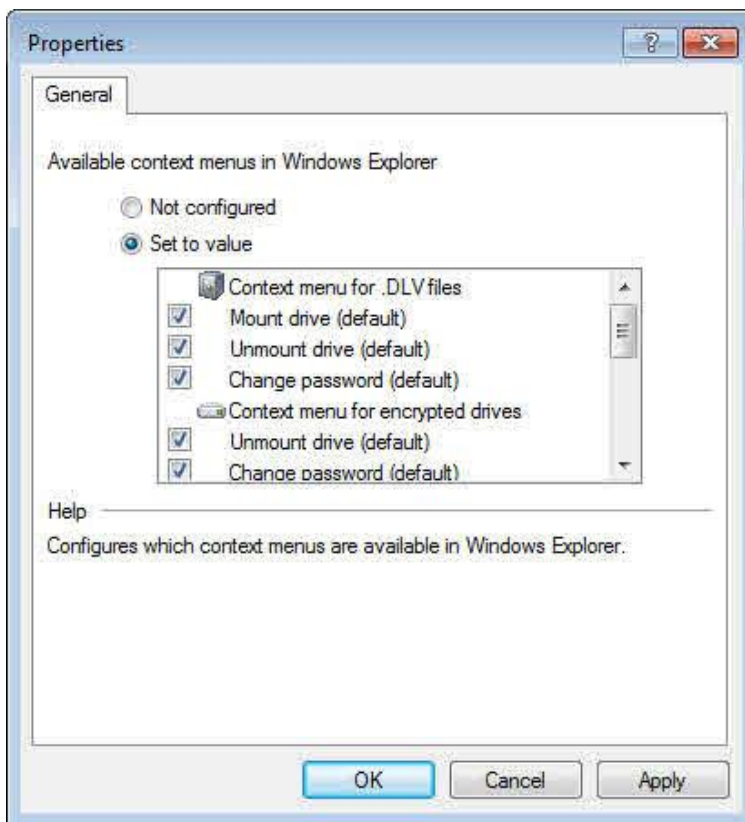 Properties
General
Available context menus in Windows Explorer
Not configured
Set to value
Context menu for .DLV files
Mount drive (default)
Unmount drive (default)
Change password (default)
Context menu for encrypted drives
Unmount drive (default)
Change password (default)
Help
Configures which context menus are available in Windows Explorer.
OK Cancel Apply